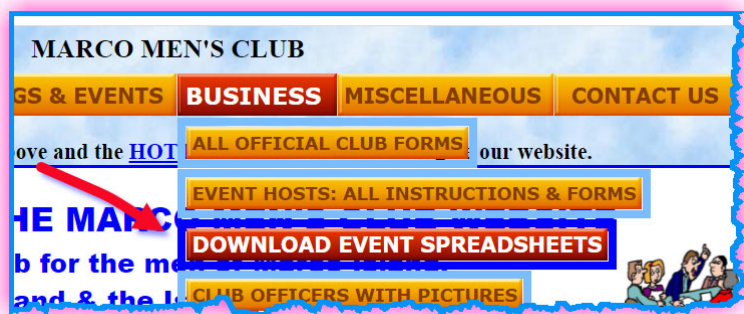 MARCO MEN'S CLUB
GS & EVENTS BUSINESS MISCELLANEOUS CONTACT US
ALL OFFICIAL CLUB FORMS
ove and the HOT our website.
EVENT HOSTS: ALL INSTRUCTIONS & FORMS
HE MARCO
DOWNLOAD EVENT SPREADSHEETS
b for the me
and & the
CLUB OFFICERS WITH PICTURES